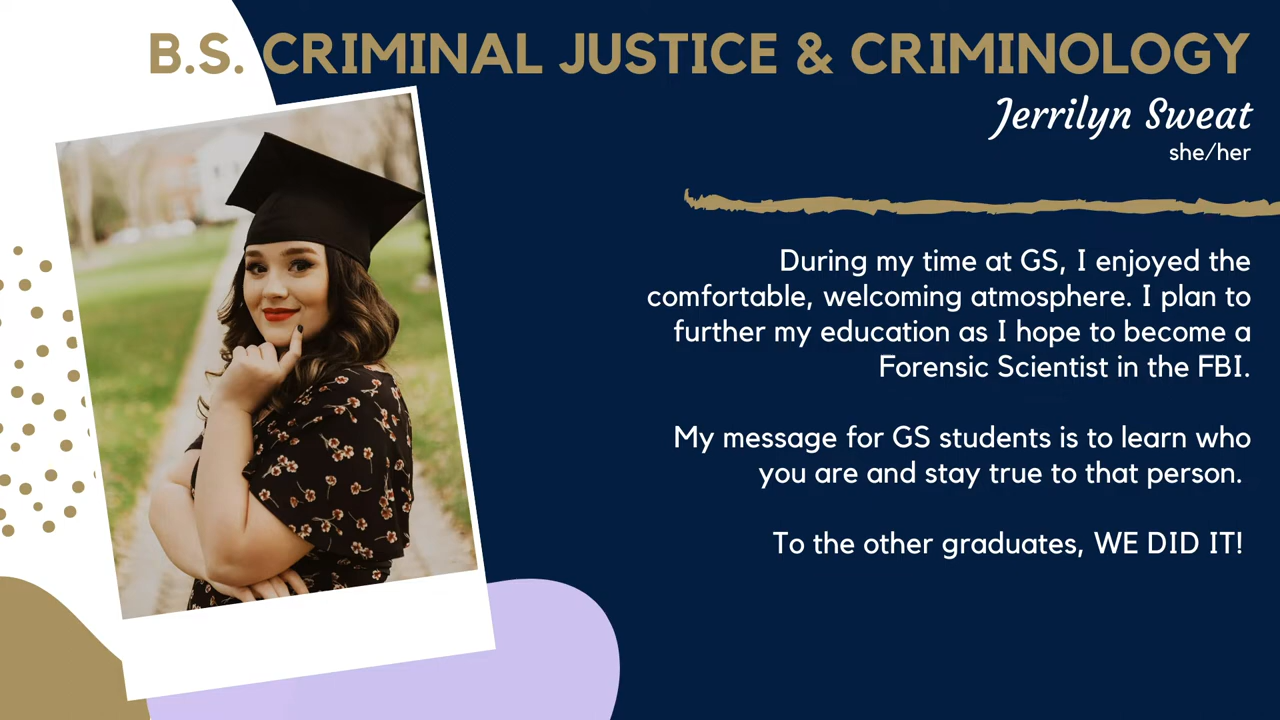 B.S. CRIMINAL JUSTICE & CRIMINOLOGY
Jerrilyn Sweat
she/her
During my time at GS, I enjoyed the
comfortable, welcoming atmosphere. I plan to
further my education as I hope to become a
Forensic Scientist in the FBI.
My message for GS students is to learn who
you are and stay true to that person.
To the other graduates, WE DID IT!